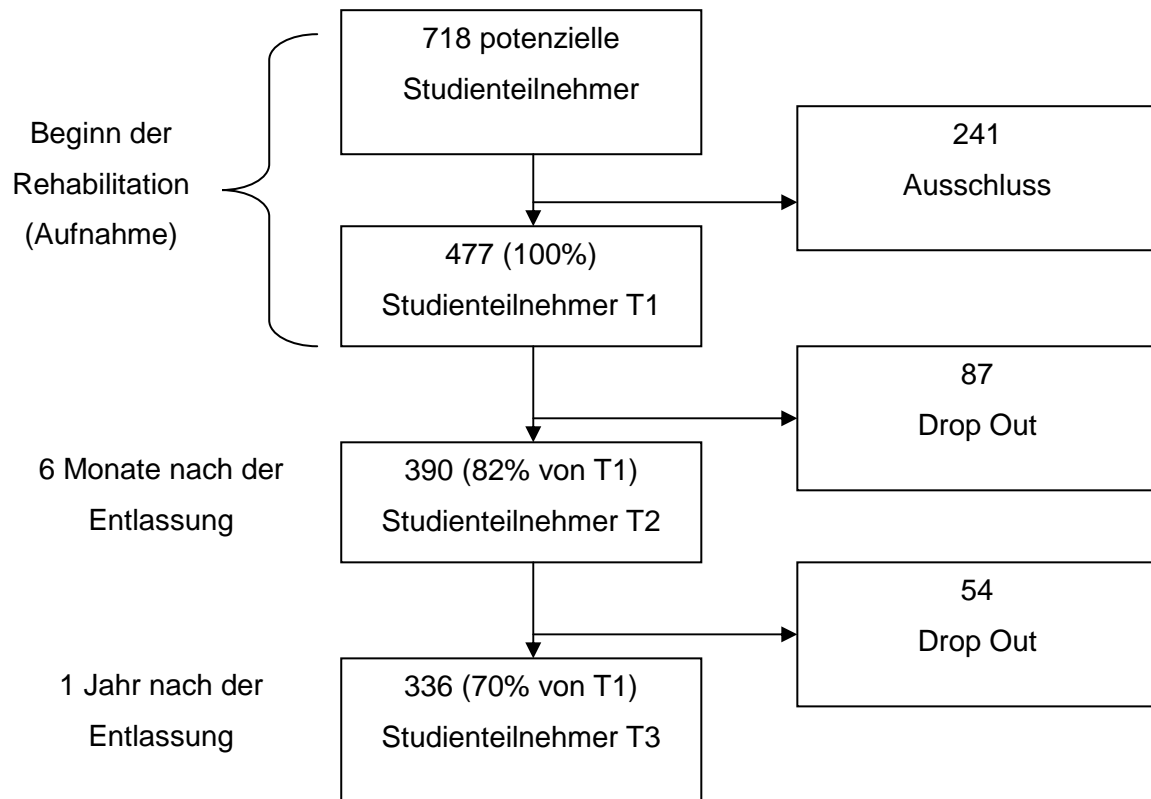 718 potenzielle
Studienteilnehmer
Beginn der
Rehabilitation
(Aufnahme)
241
Ausschluss
477 (100%)
Studienteilnehmer T1
87
Drop Out
6 Monate nach der
Entlassung
390 (82% von T1)
Studienteilnehmer T2
54
Drop Out
1 Jahr nach der
Entlassung
336 (70% von T1)
Studienteilnehmer T3